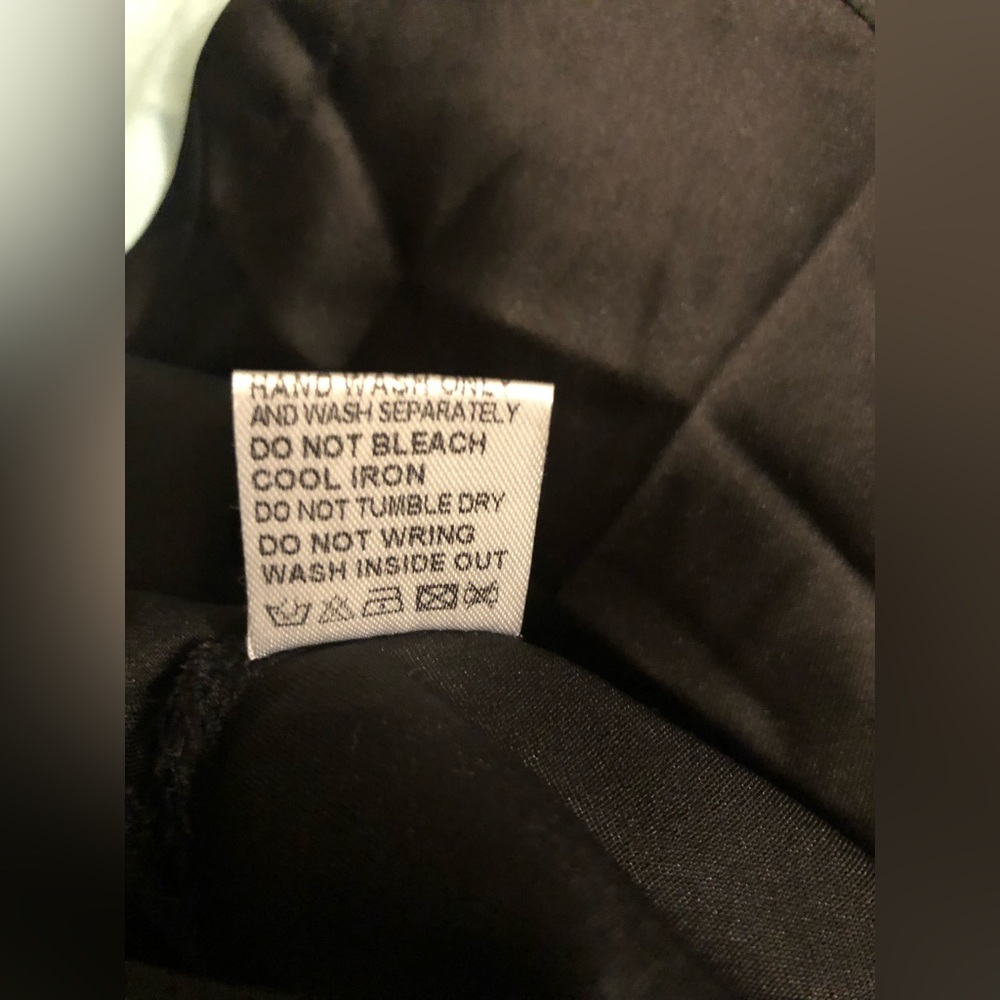 HAND WASH ONLY
AND WASH SEPARATELY
DO NOT BLEACH
COOL IRON
DO NOT TUMBLE DRY
DO NOT WRING
WASH INSIDE OUT